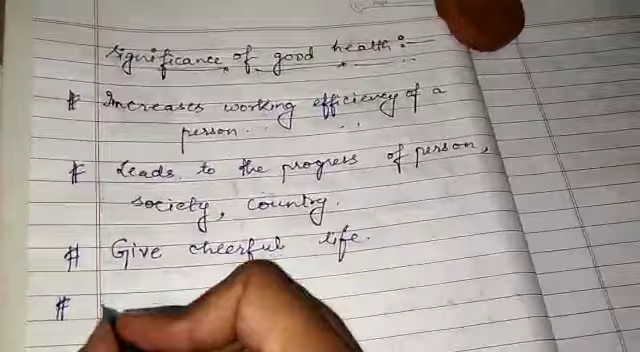 Significance of good health :-
# Increases working efficiency of a
person.
# Leads to the progress of person,
society, country.
# Give cheerful life.
#